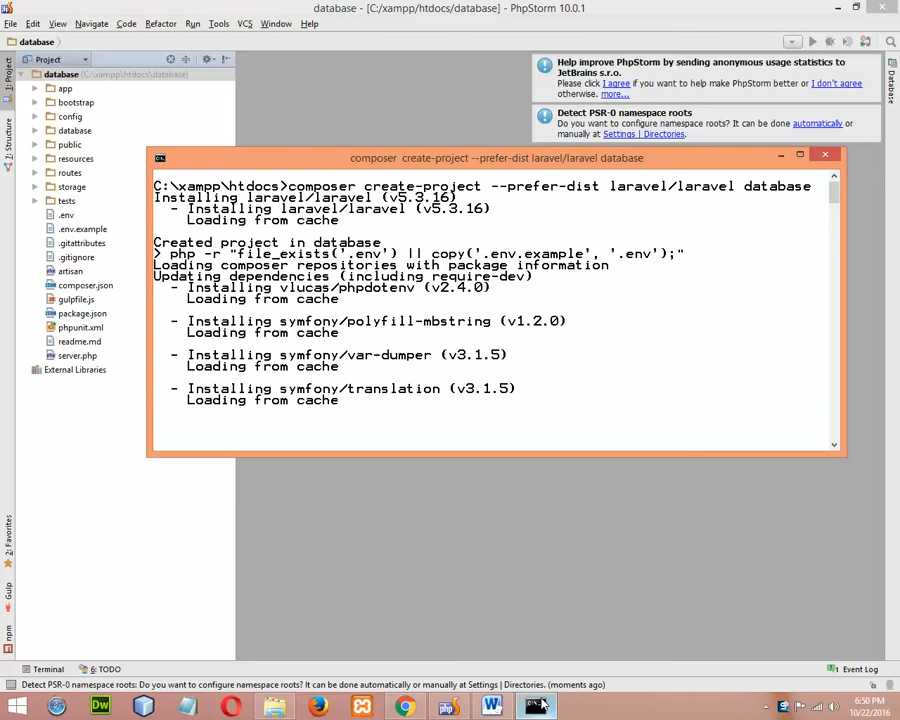 database - [C:/xampp/htdocs/database] - PhpStorm 10.0.1
File Edit View Navigate Code Refactor Run Tools VCS Window Help
database
Project
database (C:\xampp\htdocs\database)
app
bootstrap
config
database
public
resources
routes
storage
tests
.env
.env.example
.gitattributes
.gitignore
artisan
composer.json
gulpfile.js
package.json
phpunit.xml
readme.md
server.php
External Libraries
1: Project
7: Structure
2: Favorites
Gulp
npm
Database
Help improve PhpStorm by sending anonymous usage statistics to
JetBrains s.r.o.
Please click I agree if you want to help make PhpStorm better or I don't agree
otherwise. more...
Detect PSR-0 namespace roots
Do you want to configure namespace roots? It can be done automatically or
manually at Settings | Directories.
composer create-project --prefer-dist laravel/laravel database
C:\xampp\htdocs>composer create-project --prefer-dist laravel/laravel database
Installing laravel/laravel (v5.3.16)
- Installing laravel/laravel (v5.3.16)
Loading from cache
Created project in database
> php -r "file_exists('.env') || copy('.env.example', '.env');"
Loading composer repositories with package information
Updating dependencies (including require-dev)
- Installing vlucas/phpdotenv (v2.4.0)
Loading from cache
- Installing symfony/polyfill-mbstring (v1.2.0)
Loading from cache
- Installing symfony/var-dumper (v3.1.5)
Loading from cache
- Installing symfony/translation (v3.1.5)
Loading from cache
Terminal 6: TODO 1 Event Log
Detect PSR-0 namespace roots: Do you want to configure namespace roots? It can be done automatically or manually at Settings | Directories. (moments ago)
Dw
6:50 PM
10/22/2016